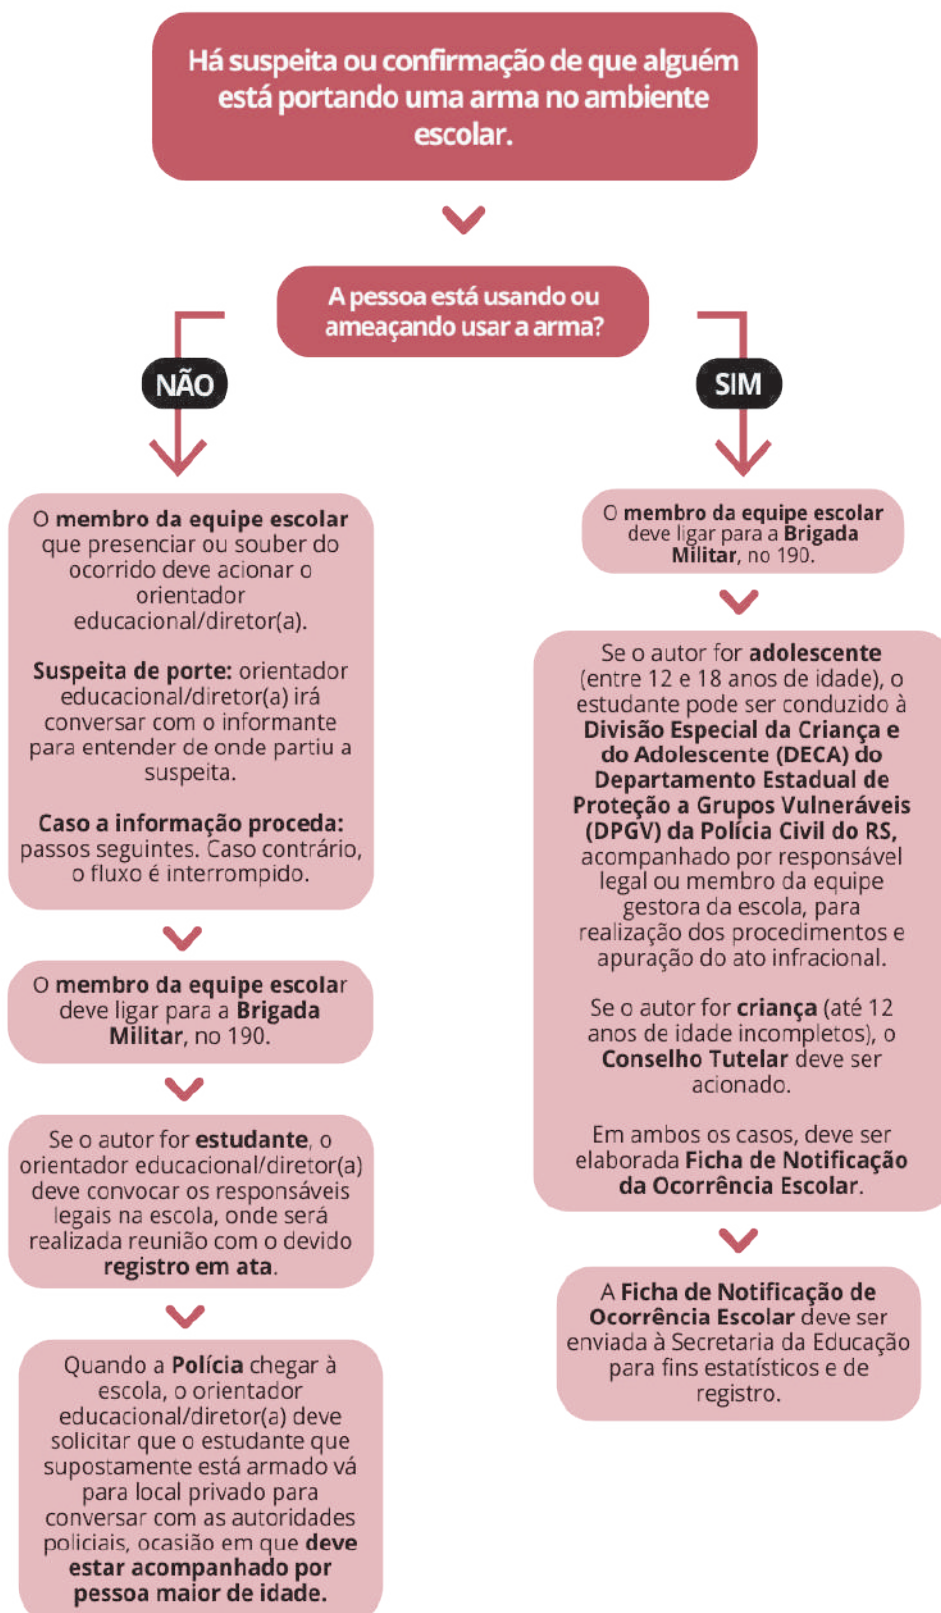 Há suspeita ou confirmação de que alguém
está portando uma arma no ambiente
escolar.
A pessoa está usando ou
ameaçando usar a arma?
NÃO
O membro da equipe escolar
que presenciar ou souber do
ocorrido deve acionar o
orientador
educacional/diretor(a).
Suspeita de porte: orientador
educacional/diretor(a) irá
conversar com o informante
para entender de onde partiu a
suspeita.
Caso a informação proceda:
passos seguintes. Caso contrário,
o fluxo é interrompido.
O membro da equipe escolar
deve ligar para a Brigada
Militar, no 190.
Se o autor for estudante, o
orientador educacional/diretor(a)
deve convocar os responsáveis
legais na escola, onde será
realizada reunião com o devido
registro em ata.
Quando a Polícia chegar à
escola, o orientador
educacional/diretor(a) deve
solicitar que o estudante que
supostamente está armado vá
para local privado para
conversar com as autoridades
policiais, ocasião em que deve
estar acompanhado por
pessoa maior de idade.
SIM
O membro da equipe escolar
deve ligar para a Brigada
Militar, no 190.
Se o autor for adolescente
(entre 12 e 18 anos de idade), o
estudante pode ser conduzido à
Divisão Especial da Criança e
do Adolescente (DECA) do
Departamento Estadual de
Proteção a Grupos Vulneráveis
(DPGV) da Polícia Civil do RS,
acompanhado por responsável
legal ou membro da equipe
gestora da escola, para
realização dos procedimentos e
apuração do ato infracional.
Se o autor for criança (até 12
anos de idade incompletos), o
Conselho Tutelar deve ser
acionado.
Em ambos os casos, deve ser
elaborada Ficha de Notificação
da Ocorrência Escolar.
A Ficha de Notificação de
Ocorrência Escolar deve ser
enviada à Secretaria da Educação
para fins estatísticos e de
registro.